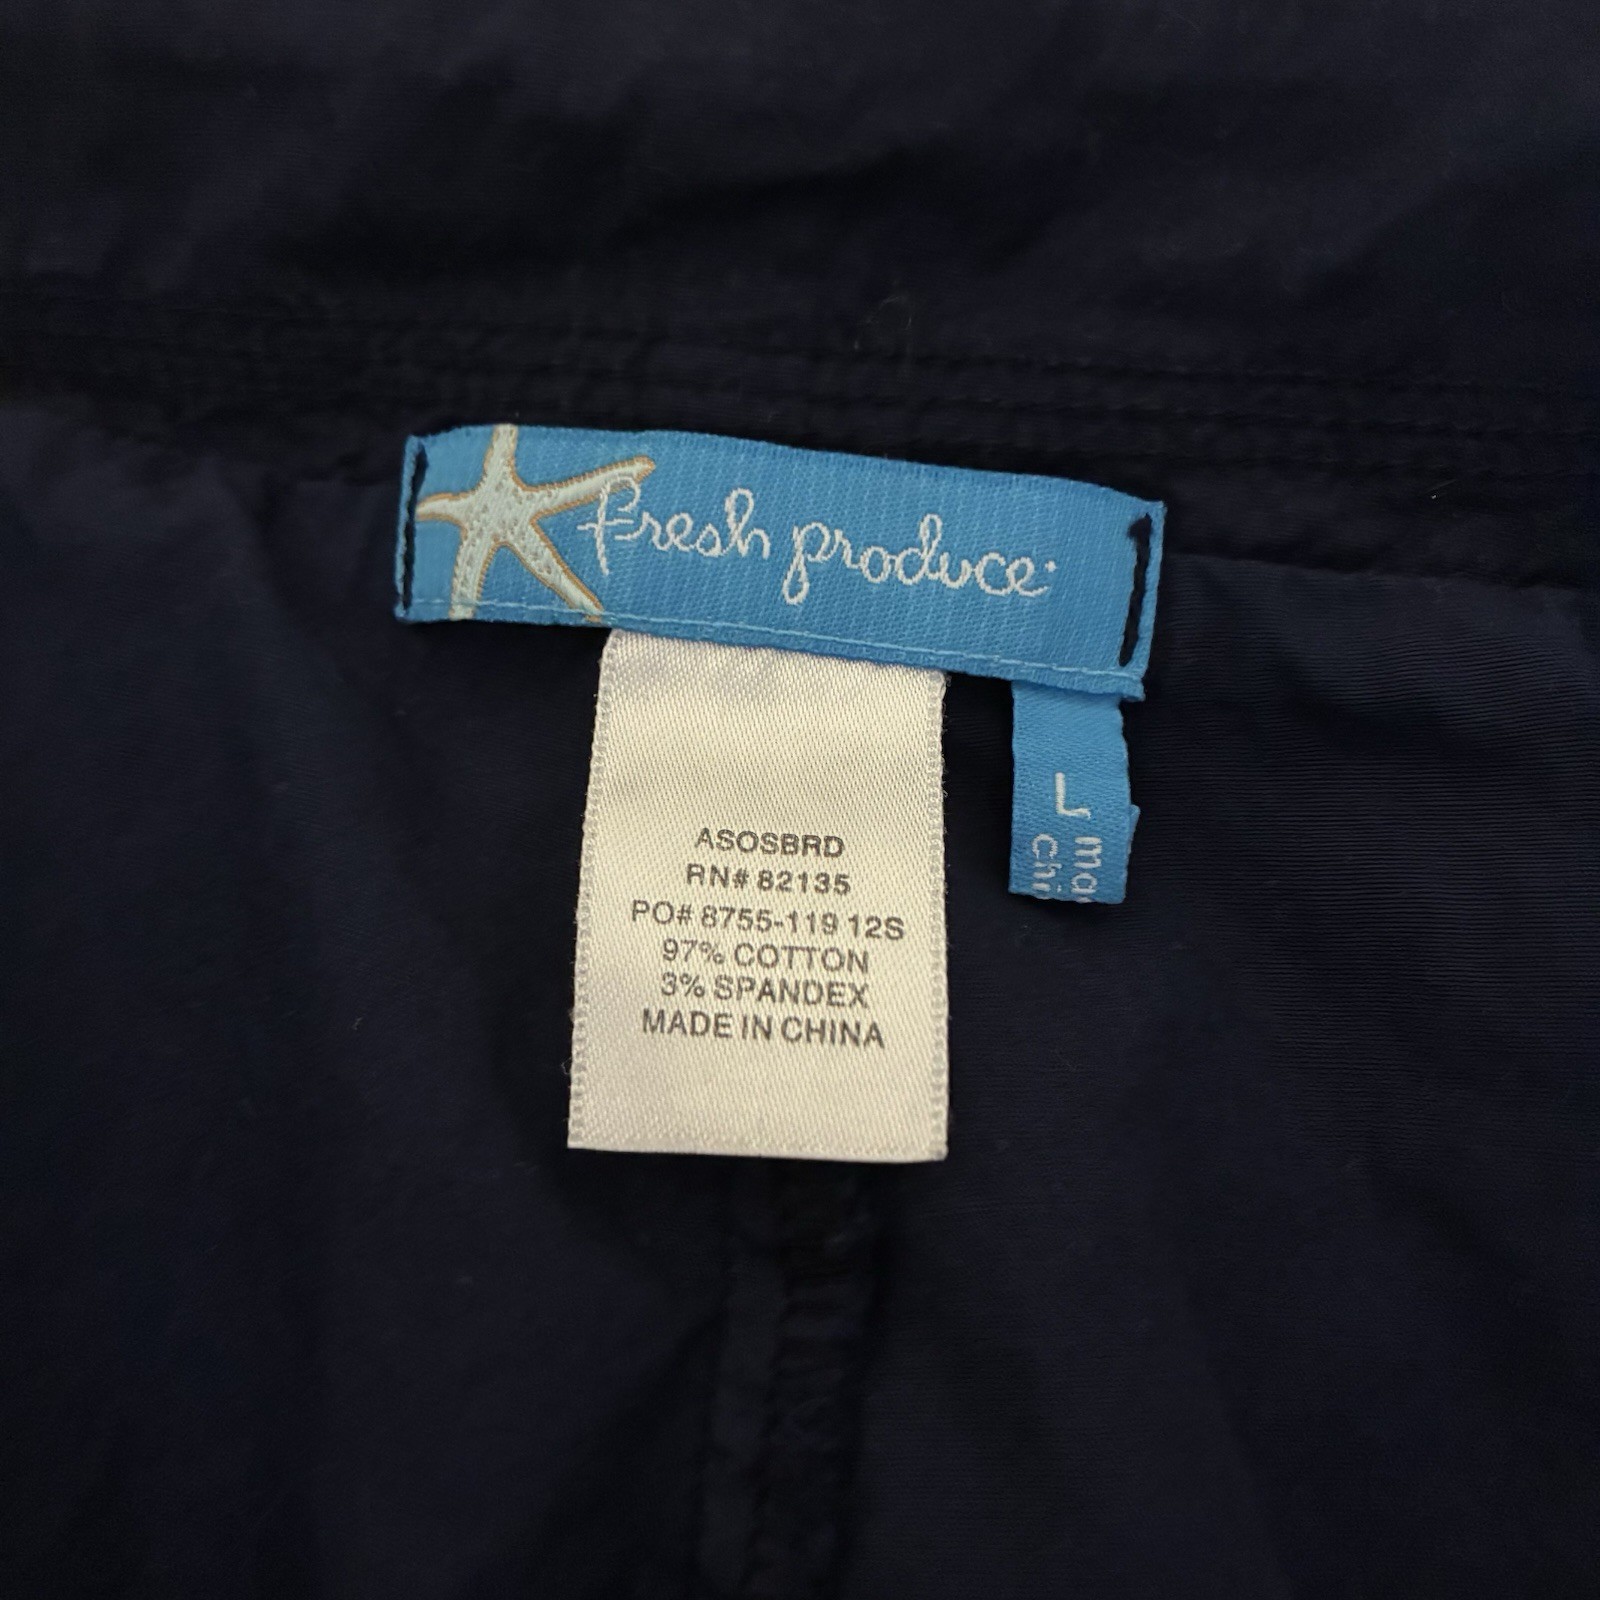 fresh produce
L
ASOSBRD
RN# 82135
PO# 8755-119 12S
97% COTTON
3% SPANDEX
MADE IN CHINA